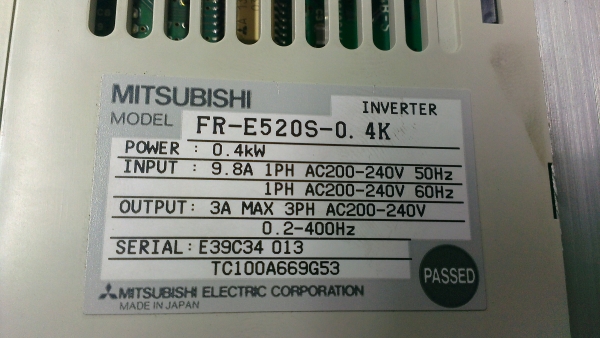 MITSUBISHI
INVERTER
MODEL FR-E520S-0.4K
POWER : 0.4kW
INPUT : 9.8A 1PH AC200-240V 50Hz
1PH AC200-240V 60Hz
OUTPUT: 3A MAX 3PH AC200-240V
0.2-400Hz
SERIAL: E39C34 013
TC100A669G53
PASSED
MITSUBISHI ELECTRIC CORPORATION
MADE IN JAPAN